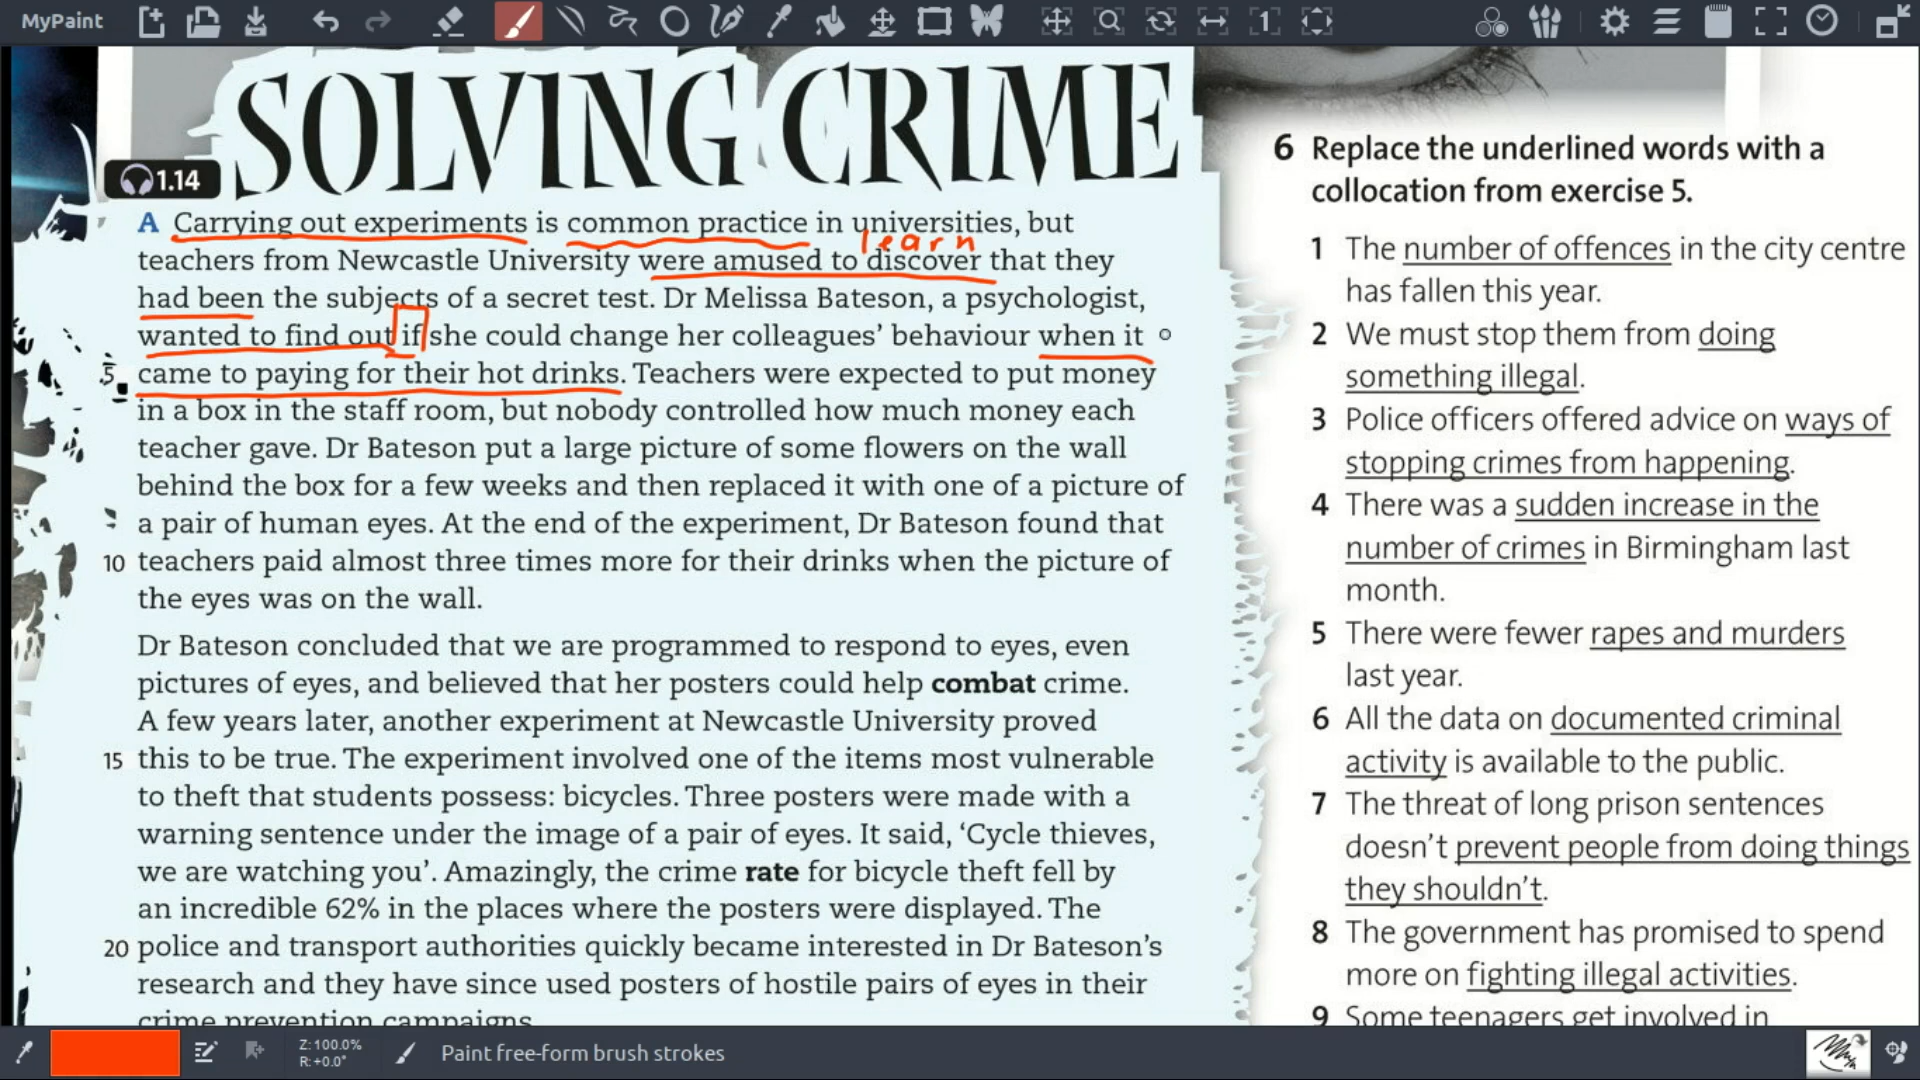 MyPaint
SOLVING CRIME
1.14
A Carrying out experiments is common practice in universities, but
learn
teachers from Newcastle University were amused to discover that they
had been the subjects of a secret test. Dr Melissa Bateson, a psychologist,
wanted to find out if she could change her colleagues' behaviour when it
5 came to paying for their hot drinks. Teachers were expected to put money
in a box in the staff room, but nobody controlled how much money each
teacher gave. Dr Bateson put a large picture of some flowers on the wall
behind the box for a few weeks and then replaced it with one of a picture of
a pair of human eyes. At the end of the experiment, Dr Bateson found that
10 teachers paid almost three times more for their drinks when the picture of
the eyes was on the wall.
Dr Bateson concluded that we are programmed to respond to eyes, even
pictures of eyes, and believed that her posters could help combat crime.
A few years later, another experiment at Newcastle University proved
15 this to be true. The experiment involved one of the items most vulnerable
to theft that students possess: bicycles. Three posters were made with a
warning sentence under the image of a pair of eyes. It said, 'Cycle thieves,
we are watching you'. Amazingly, the crime rate for bicycle theft fell by
an incredible 62% in the places where the posters were displayed. The
20 police and transport authorities quickly became interested in Dr Bateson's
research and they have since used posters of hostile pairs of eyes in their
crime prevention campaigns.
6 Replace the underlined words with a
collocation from exercise 5.
1 The number of offences in the city centre
has fallen this year.
2 We must stop them from doing
something illegal.
3 Police officers offered advice on ways of
stopping crimes from happening.
4 There was a sudden increase in the
number of crimes in Birmingham last
month.
5 There were fewer rapes and murders
last year.
6 All the data on documented criminal
activity is available to the public.
7 The threat of long prison sentences
doesn't prevent people from doing things
they shouldn't.
8 The government has promised to spend
more on fighting illegal activities.
9 Some teenagers get involved in
Z: 100.0%
R: +0.0°
Paint free-form brush strokes